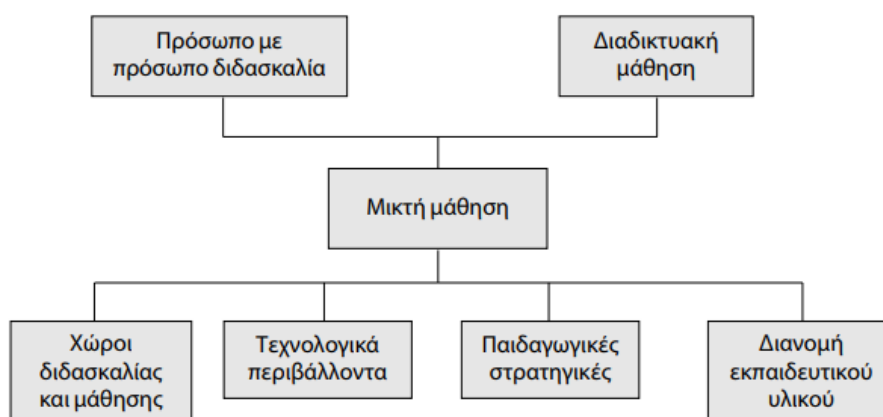 Πρόσωπο με
πρόσωπο διδασκαλία
Διαδικτυακή
μάθηση
Μικτή μάθηση
Χώροι
διδασκαλίας
και μάθησης
Τεχνολογικά
περιβάλλοντα
Παιδαγωγικές
στρατηγικές
Διανομή
εκπαιδευτικού
υλικού